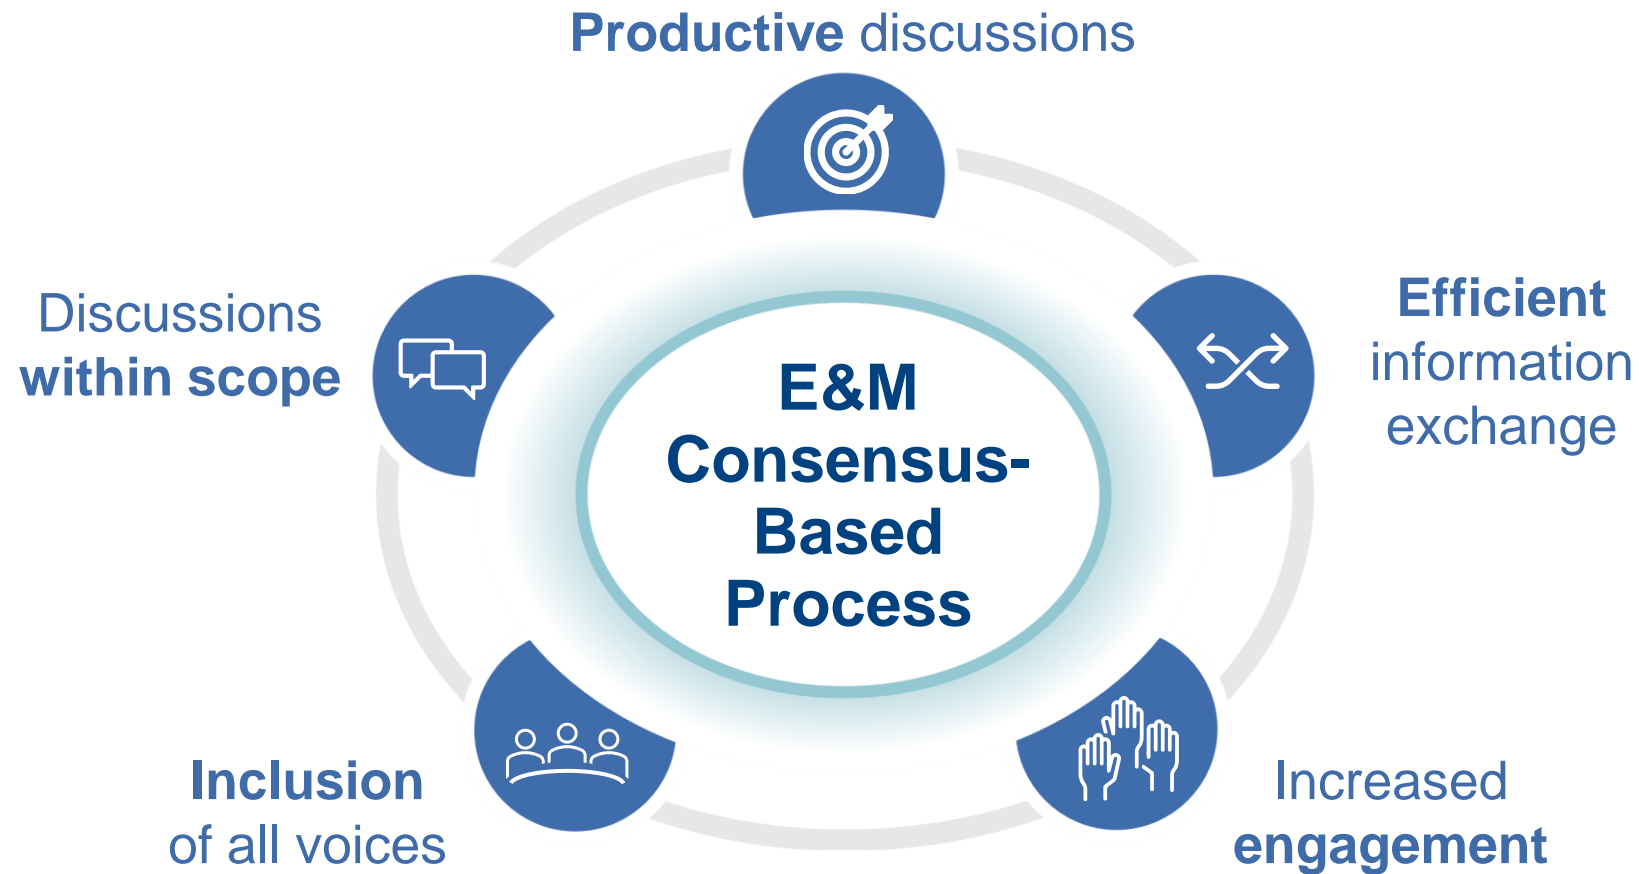 Productive discussions
Discussions
within scope
Efficient
information
exchange
E&M
Consensus-
Based
Process
Inclusion
of all voices
Increased
engagement